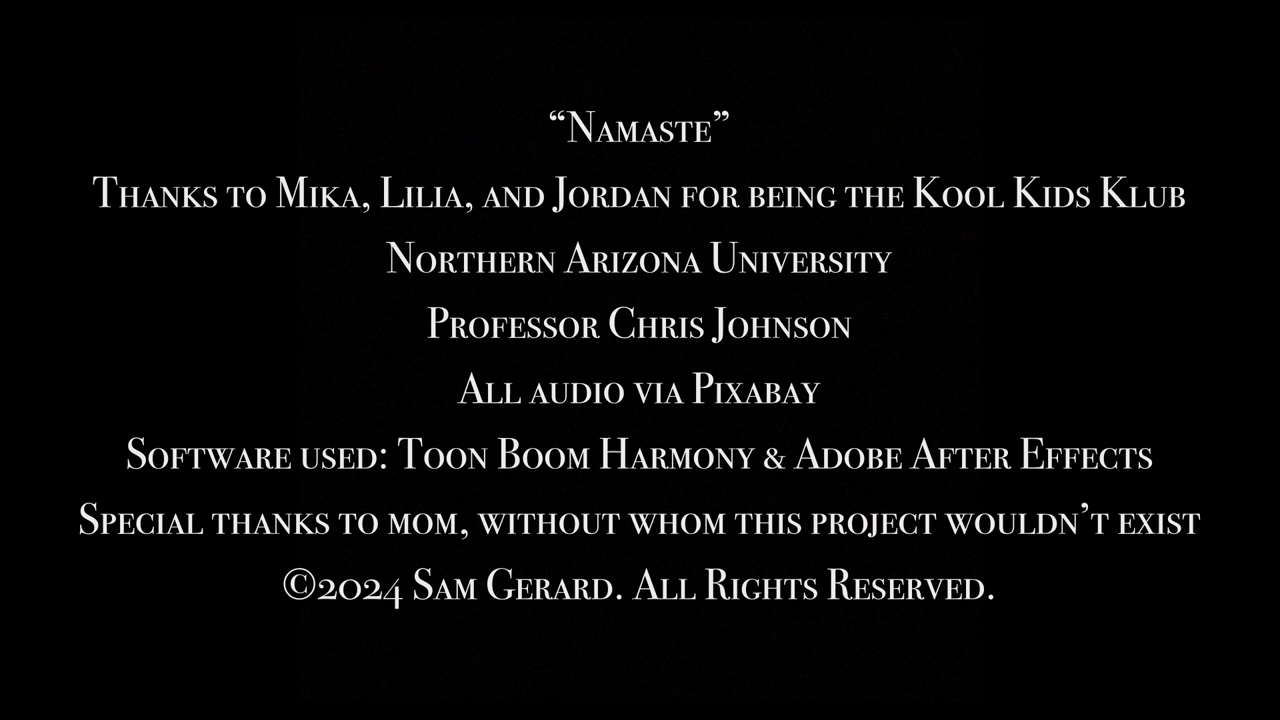 “Namaste”
Thanks to Mika, Lilia, and Jordan for being the Kool Kids Klub
Northern Arizona University
Professor Chris Johnson
All audio via Pixabay
Software used: Toon Boom Harmony & Adobe After Effects
Special thanks to mom, without whom this project wouldn’t exist
©2024 Sam Gerard. All Rights Reserved.